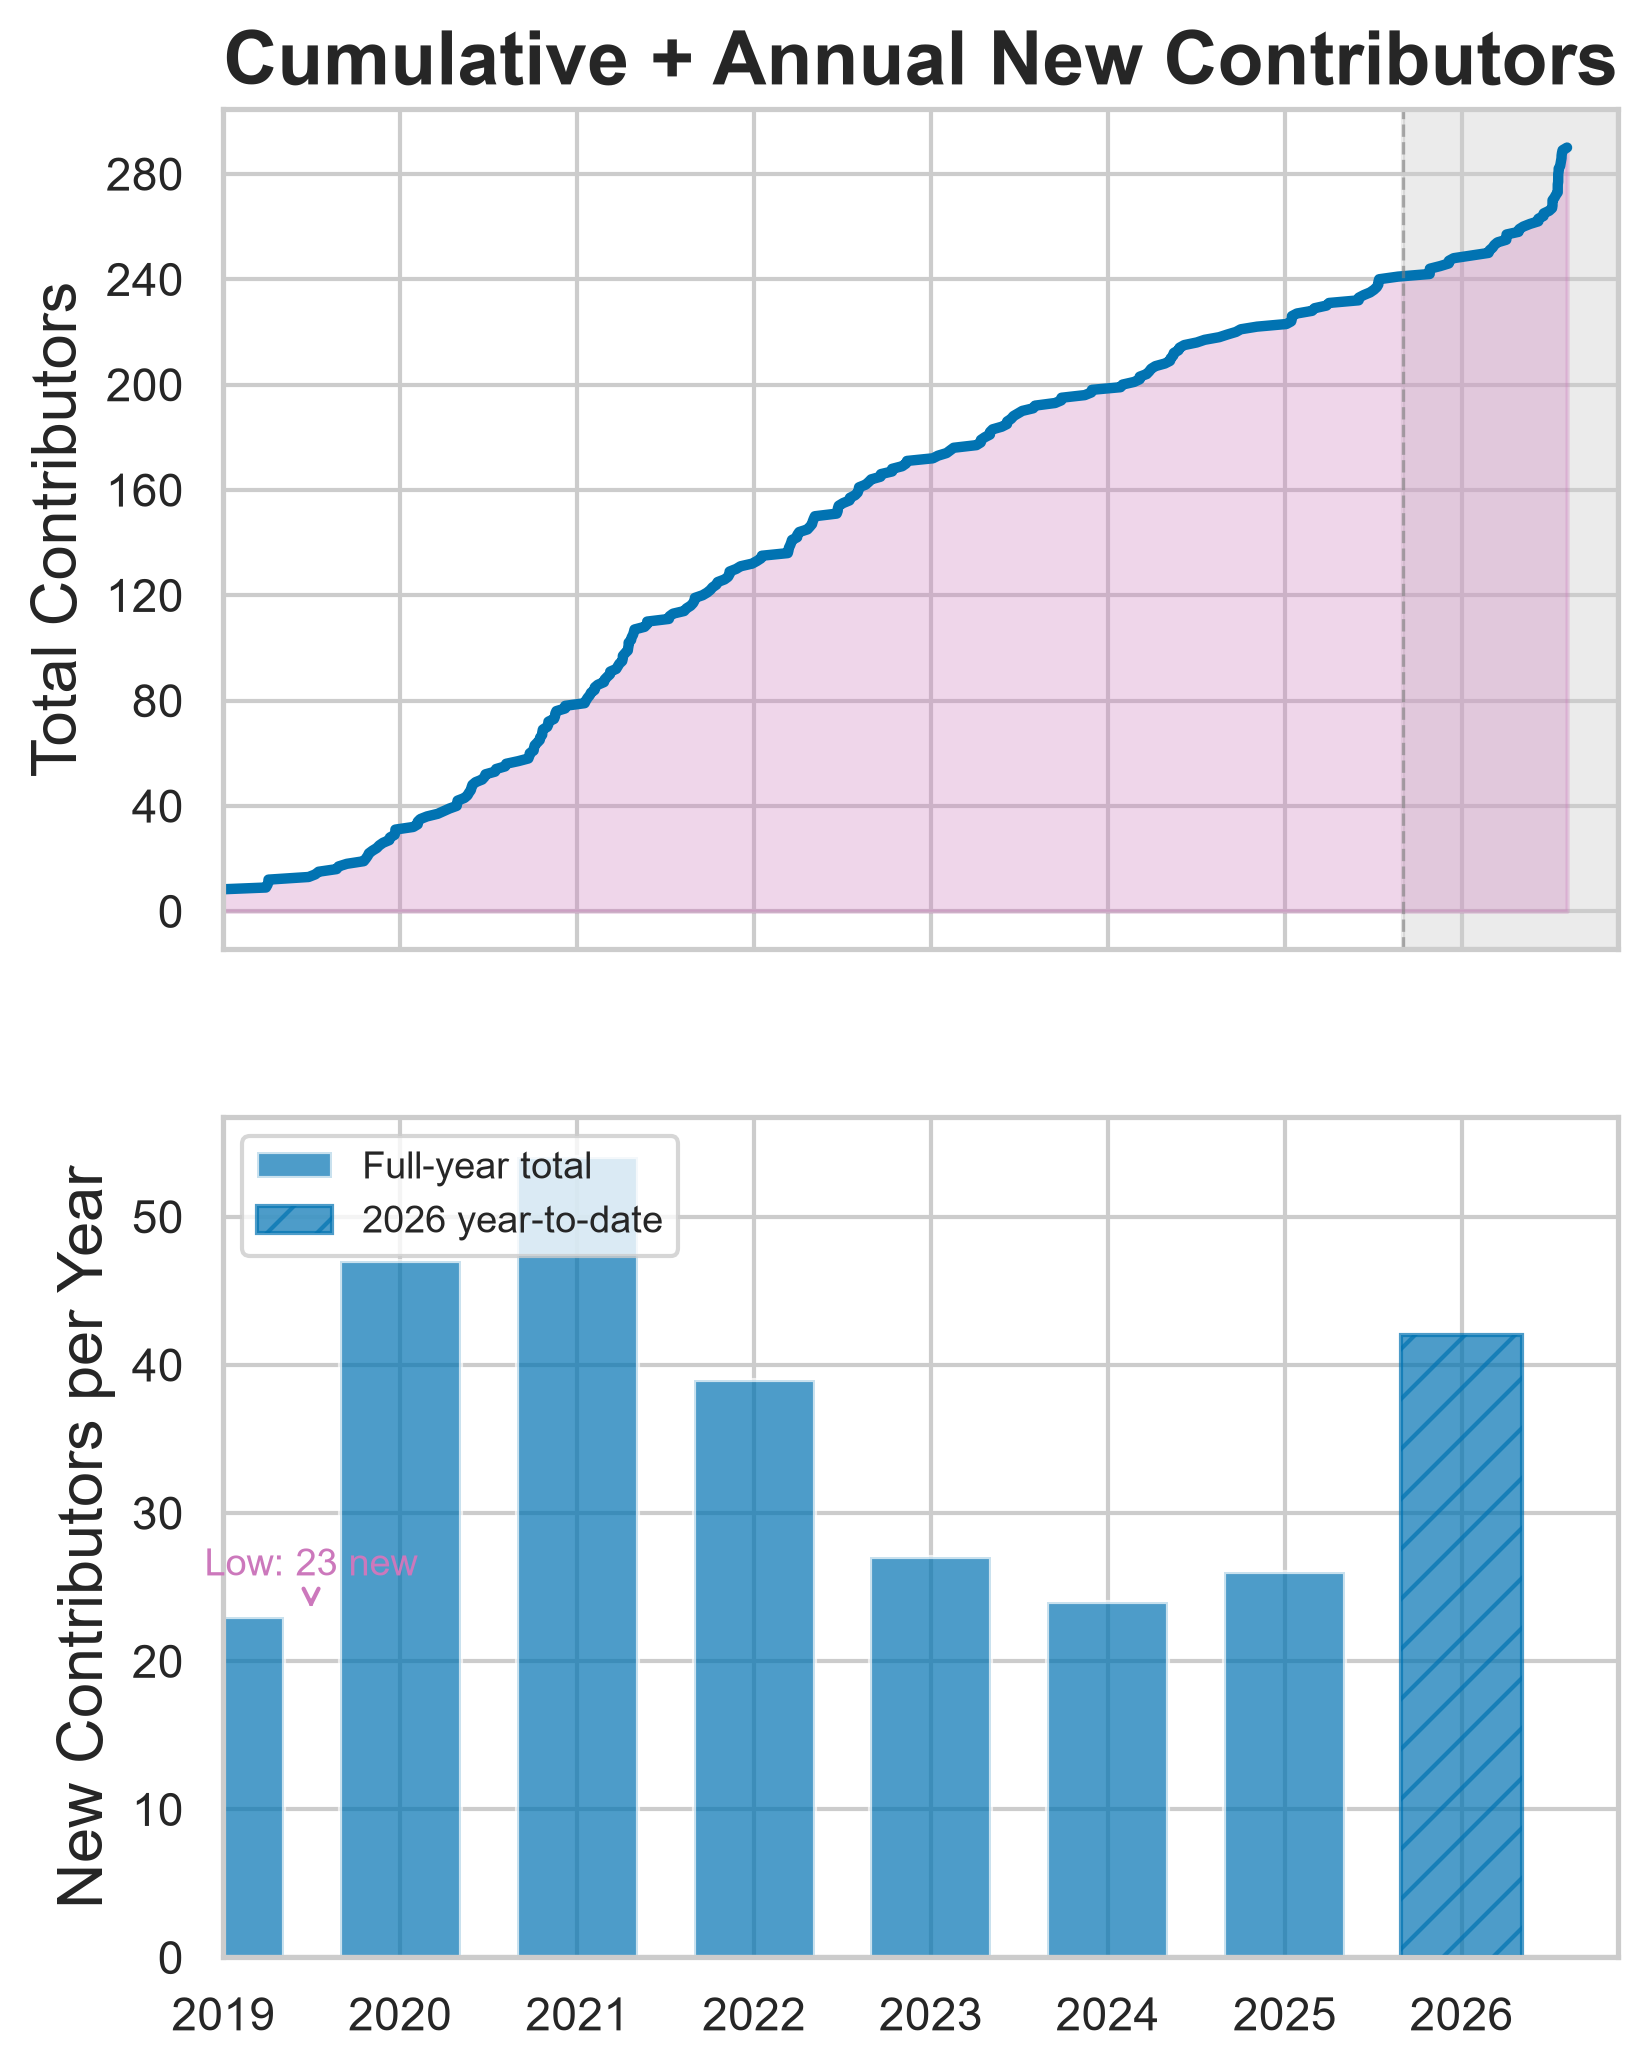 Cumulative + Annual New Contributors
Total Contributors
280
240
200
160
120
80
40
0
New Contributors per Year
Full-year total
2026 year-to-date
50
40
30
Low: 23 new
20
10
0
2019 2020 2021 2022 2023 2024 2025 2026